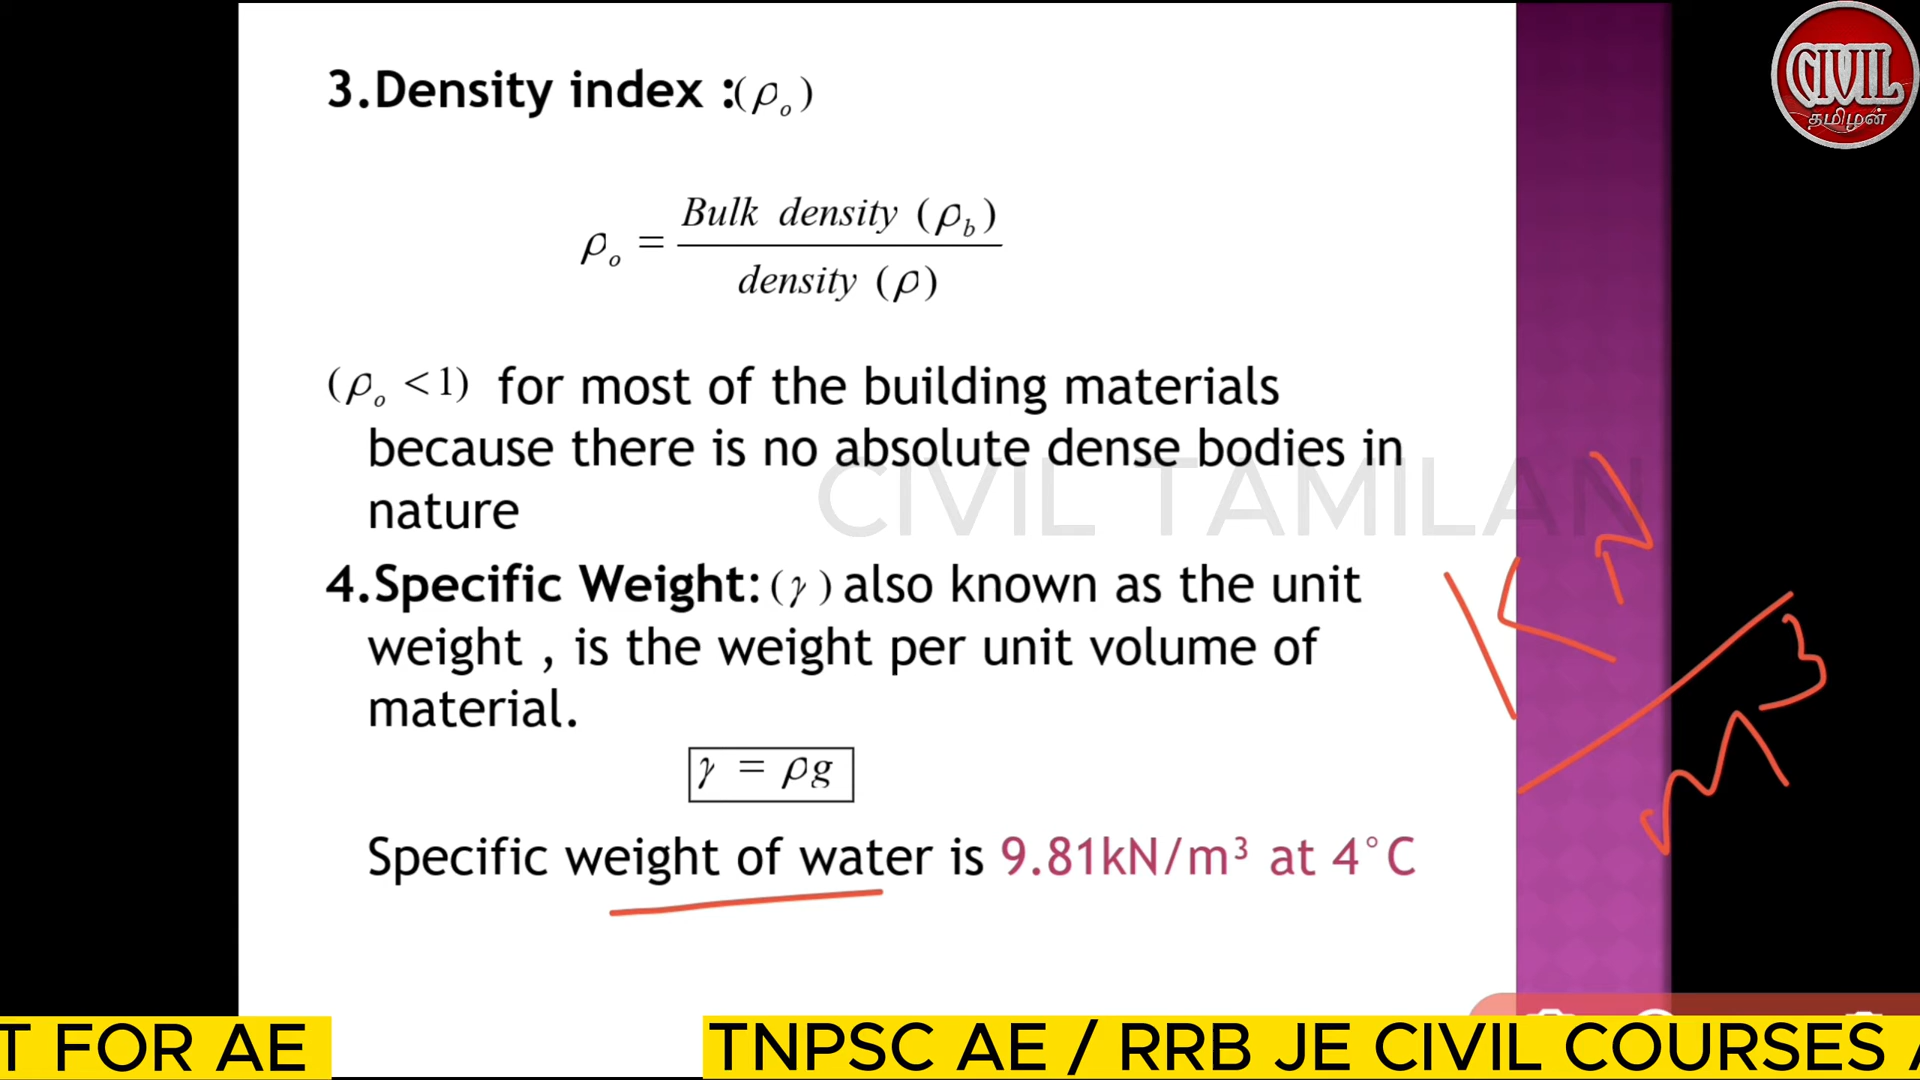 3.Density index :(ρₒ)
CIVIL
தமிழன்
ρₒ = Bulk density (ρ_b) / density (ρ)
(ρₒ <1) for most of the building materials
because there is no absolute dense bodies in
nature
CIVIL TAMILAN
4.Specific Weight:(γ) also known as the unit
weight , is the weight per unit volume of
material.
KN/m³
γ = ρg
Specific weight of water is 9.81kN/m³ at 4°C
T FOR AE
TNPSC AE / RRB JE CIVIL COURSES A